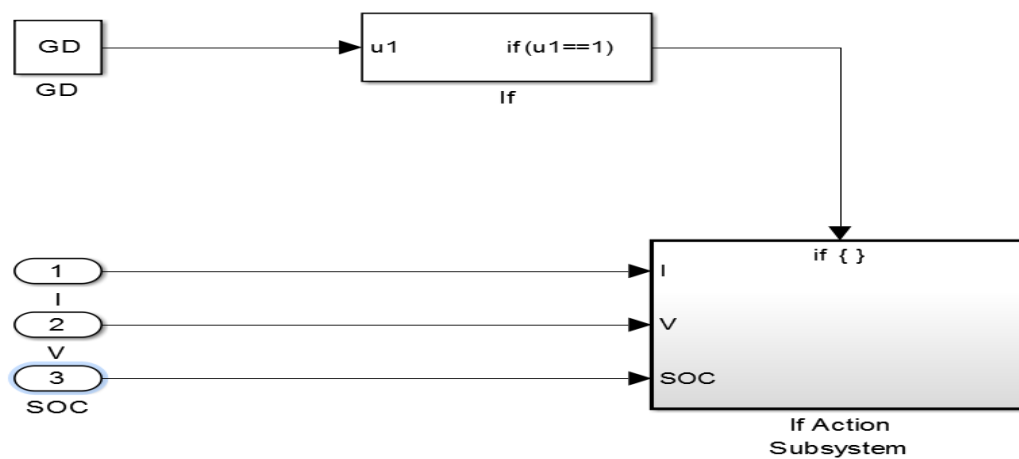 GD
GD
u1
if(u1==1)
If
1
I
2
V
3
SOC
if { }
I
V
SOC
If Action
Subsystem